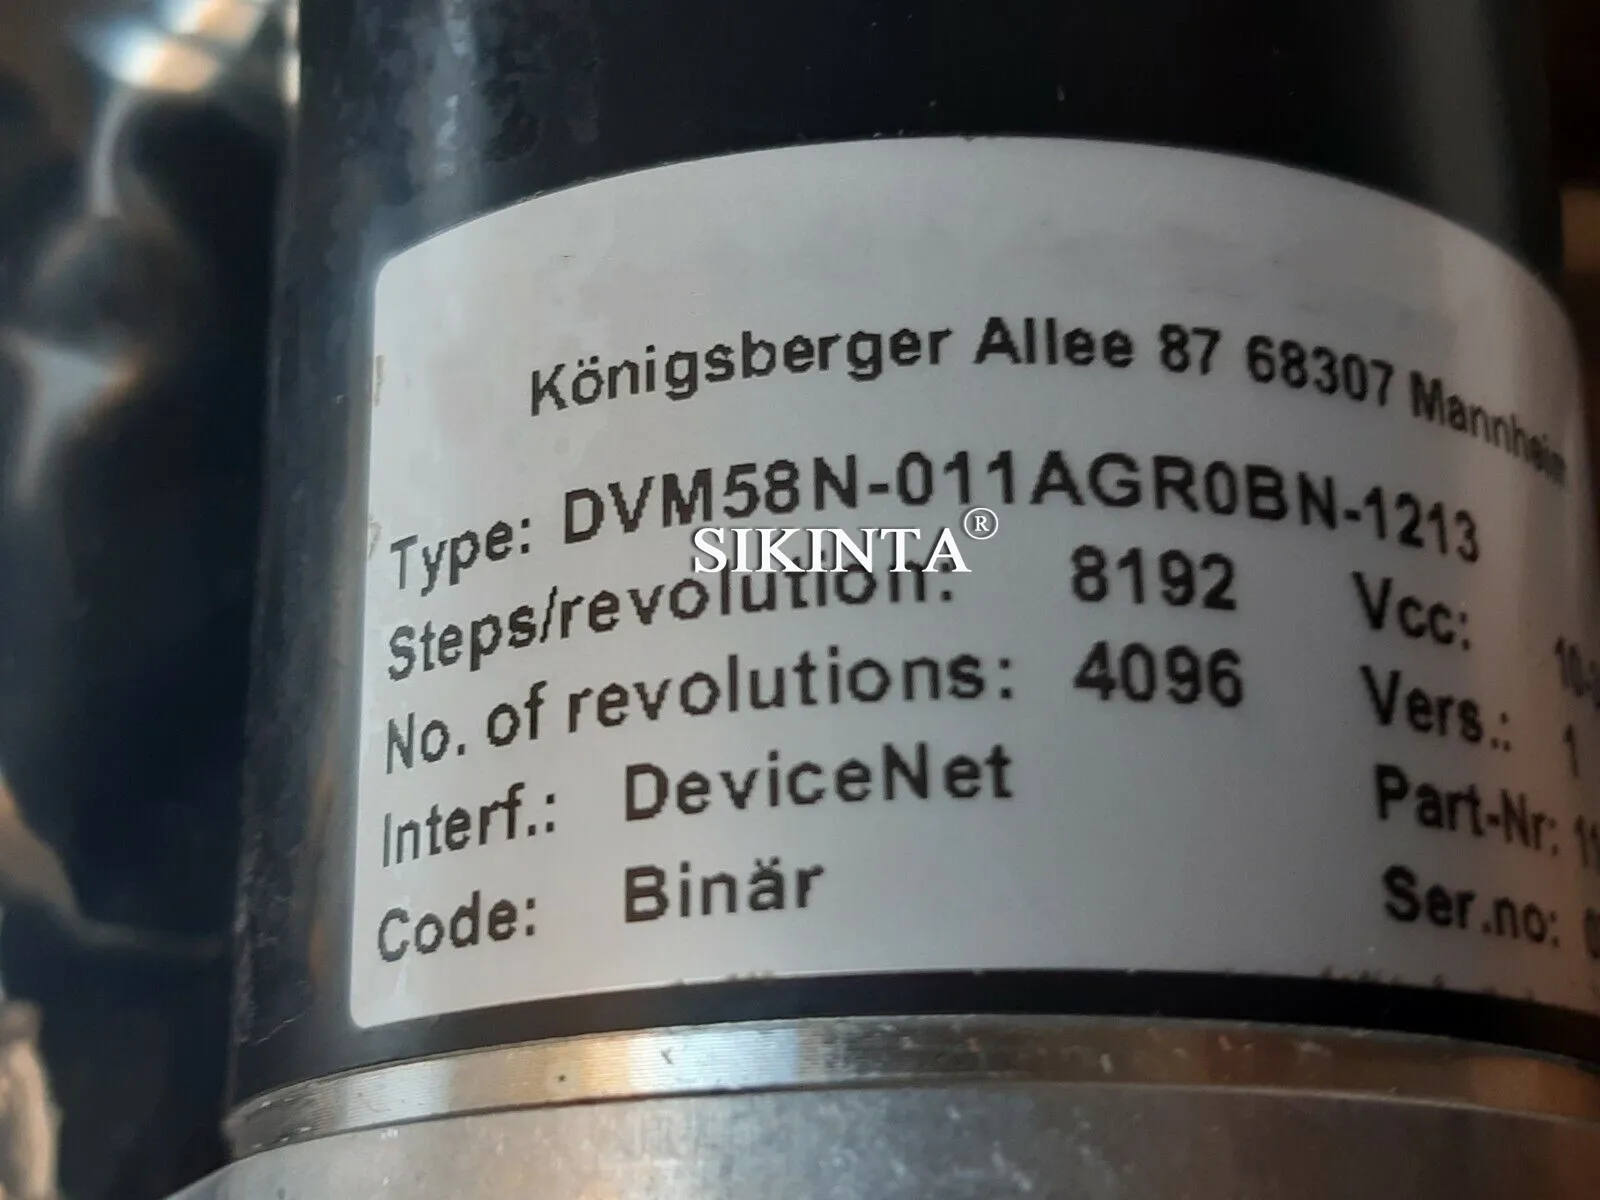 Königsberger Allee 87 68307 Mannheim
Type: DVM58N-011AGR0BN-1213
SIKINTA®
Steps/revolution: 8192 Vcc:
No. of revolutions: 4096 Vers.: 1
Interf.: DeviceNet Part-Nr:
Code: Binär Ser.no: